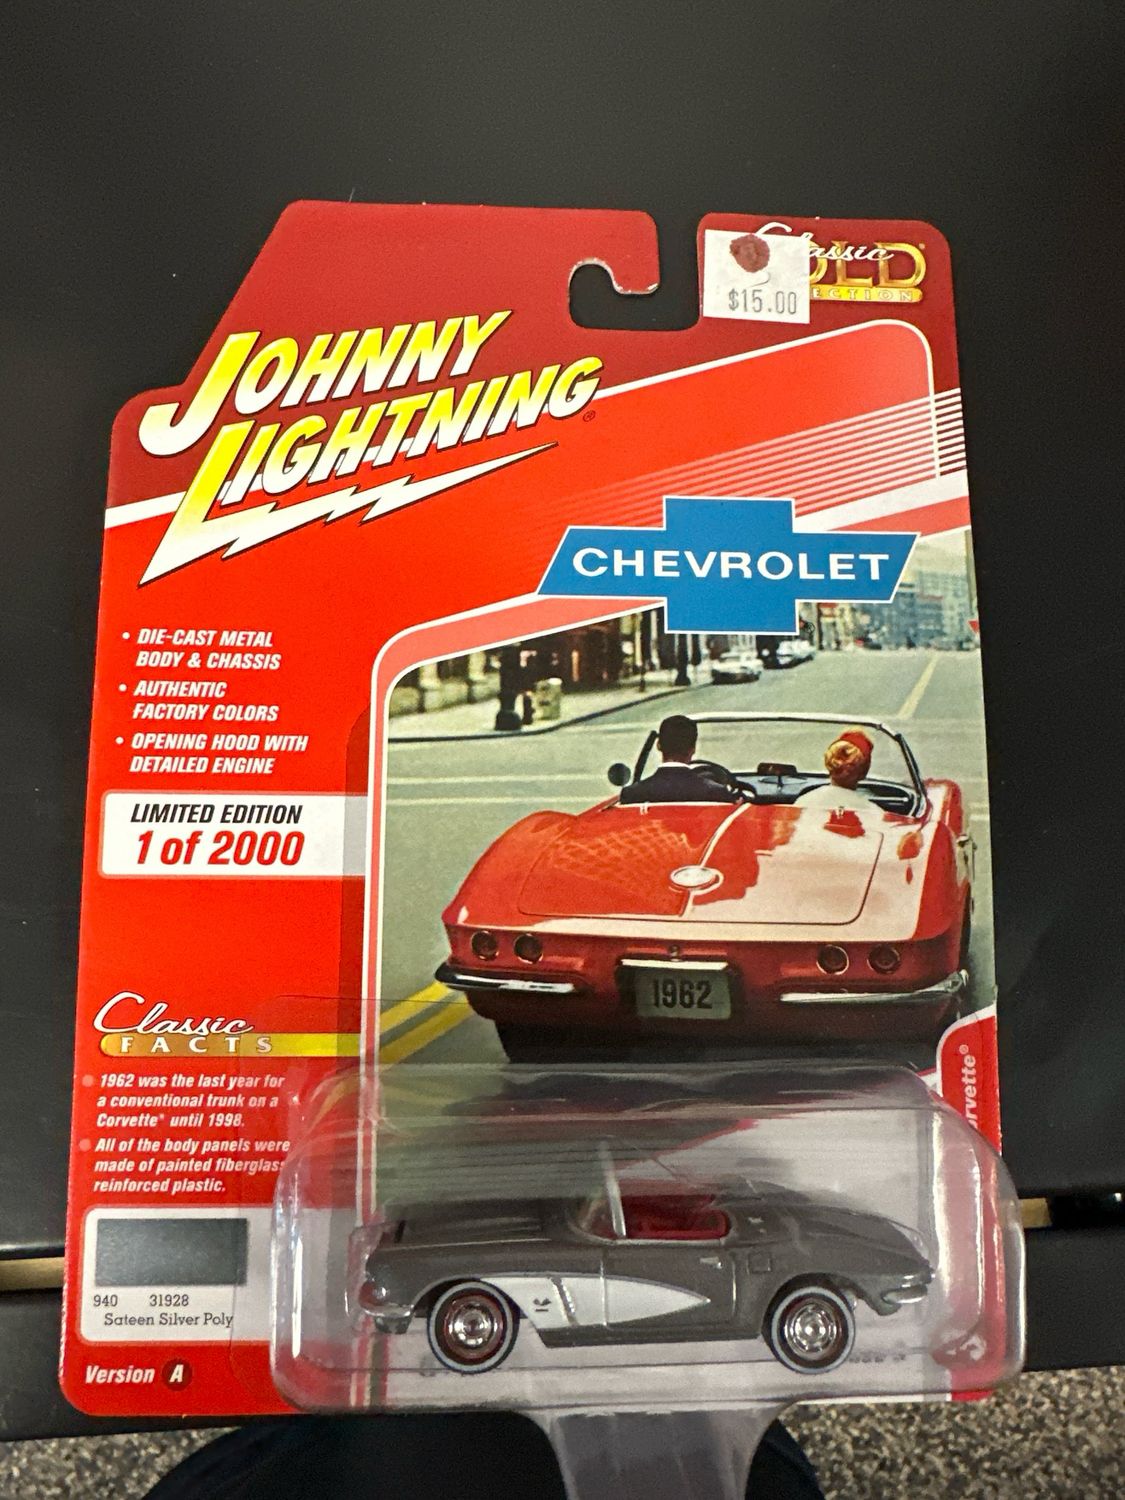 Classic
OLD
ECTION
$15.00
JOHNNY
LIGHTNING®
CHEVROLET
• DIE-CAST METAL
BODY & CHASSIS
• AUTHENTIC
FACTORY COLORS
• OPENING HOOD WITH
DETAILED ENGINE
LIMITED EDITION
1 of 2000
1962
Classic
FACTS
• 1962 was the last year for
a conventional trunk on a
Corvette® until 1998.
• All of the body panels were
made of painted fiberglass
reinforced plastic.
orvette®
940 31928
Sateen Silver Poly
Version A